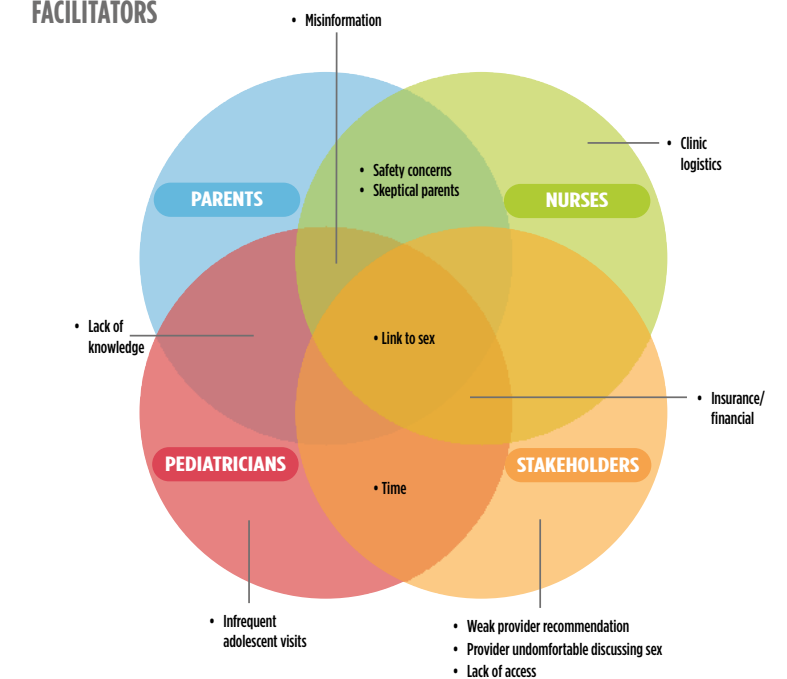 FACILITATORS
• Misinformation
• Clinic
logistics
• Safety concerns
• Skeptical parents
PARENTS
NURSES
• Lack of
knowledge
• Link to sex
• Insurance/
financial
PEDIATRICIANS
STAKEHOLDERS
• Time
• Infrequent
adolescent visits
• Weak provider recommendation
• Provider undomfortable discussing sex
• Lack of access